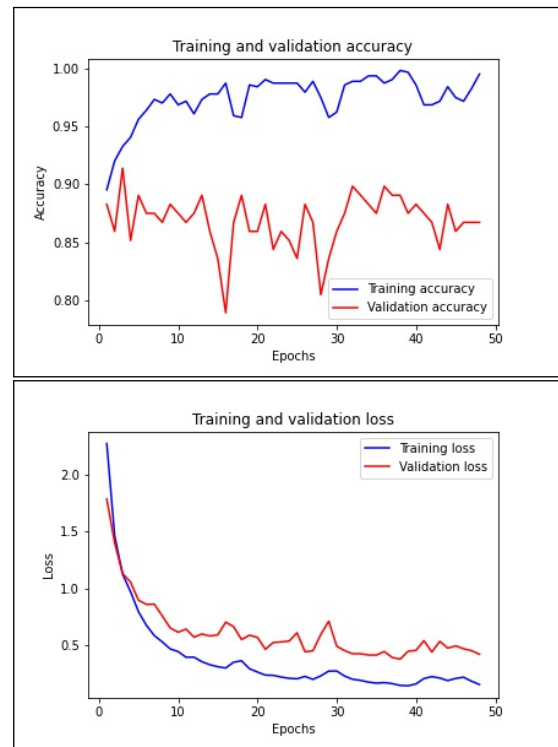 Training and validation accuracy
1.00
0.95
0.90
0.85
0.80
Accuracy
Training accuracy
Validation accuracy
0 10 20 30 40 50
Epochs
Training and validation loss
Training loss
Validation loss
2.0
1.5
1.0
0.5
Loss
0 10 20 30 40 50
Epochs